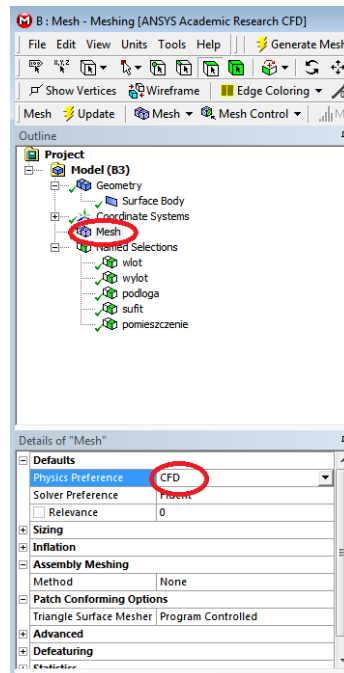 B : Mesh - Meshing [ANSYS Academic Research CFD]
File Edit View Units Tools Help Generate Mesh
Show Vertices Wireframe Edge Coloring
Mesh Update Mesh Mesh Control
Outline
Project
Model (B3)
Geometry
Surface Body
Coordinate Systems
Mesh
Named Selections
wlot
wylot
podloga
sufit
pomieszczenie
Details of "Mesh"
Defaults
Physics Preference CFD
Solver Preference Fluent
Relevance 0
Sizing
Inflation
Assembly Meshing
Method None
Patch Conforming Options
Triangle Surface Mesher Program Controlled
Advanced
Defeaturing
Statistics